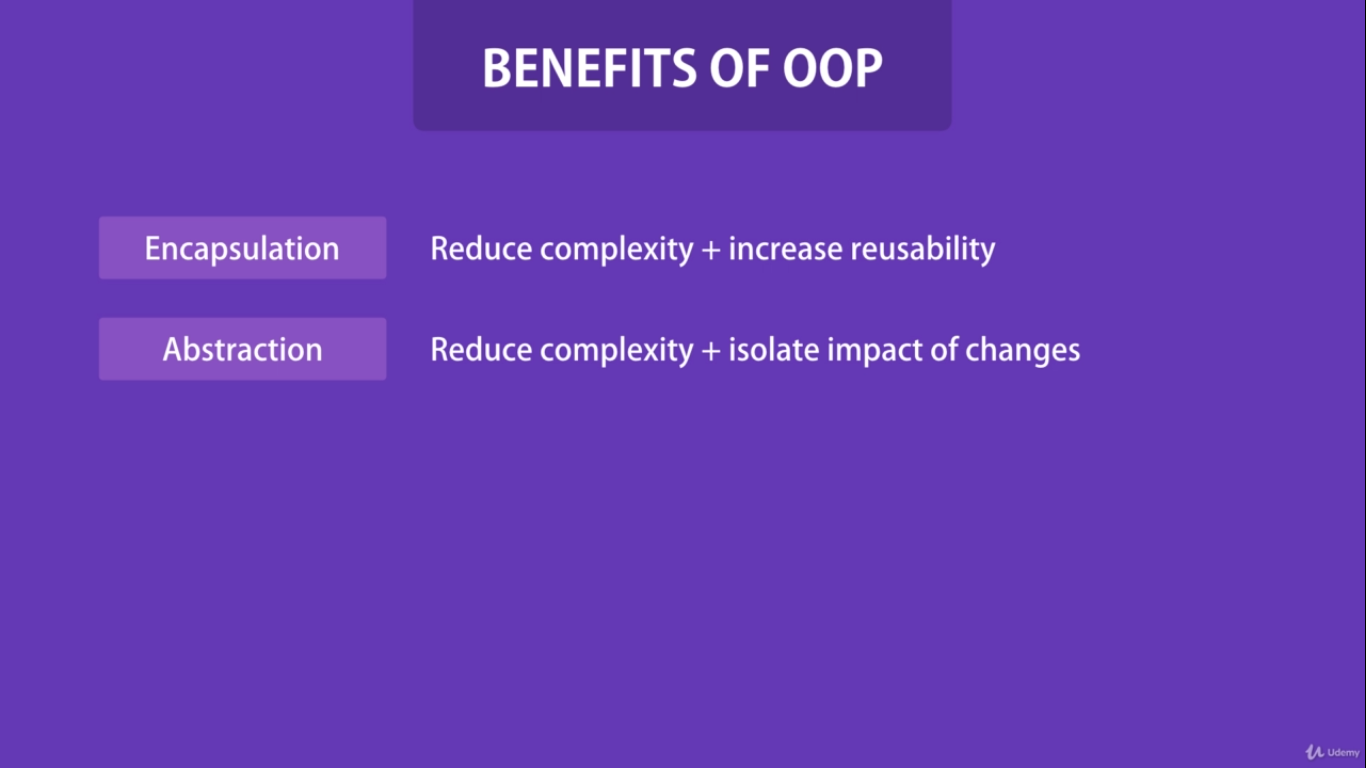 BENEFITS OF OOP
Encapsulation Reduce complexity + increase reusability
Abstraction Reduce complexity + isolate impact of changes
Udemy